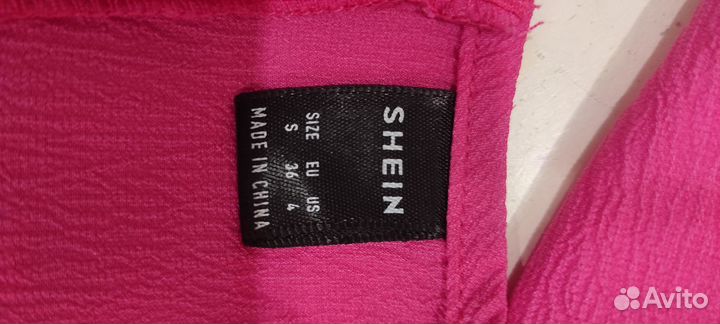 SHEIN
SIZE EU US
S 36 4
MADE IN CHINA
Avito